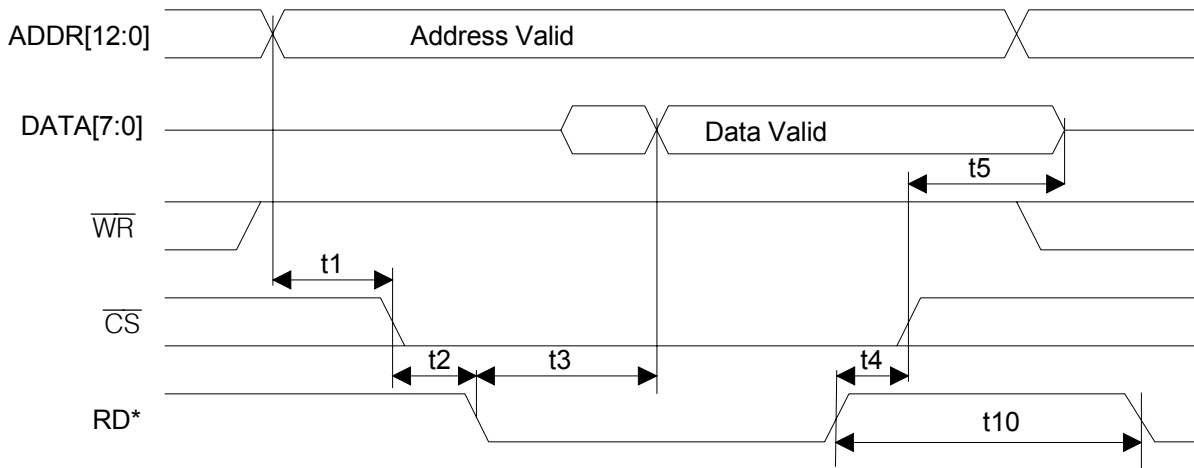 ADDR[12:0]
Address Valid
DATA[7:0]
Data Valid
t5
WR
t1
CS
t2
t3
t4
RD*
t10